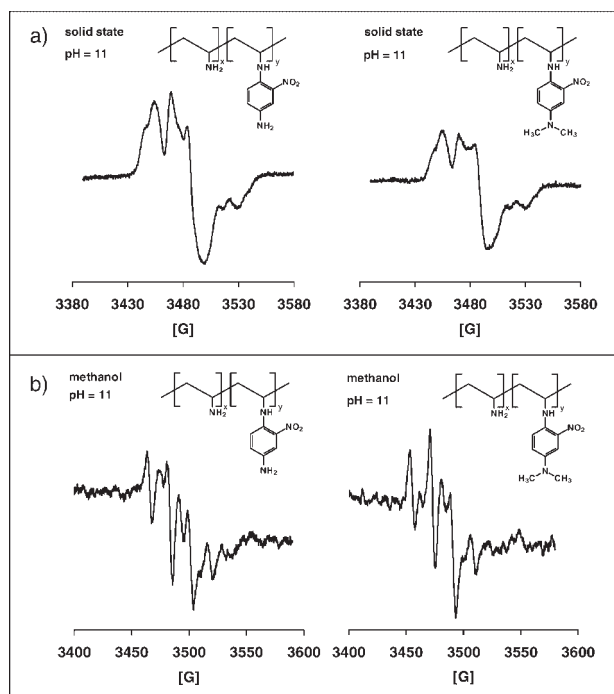 a)
solid state
pH = 11
x
y
NH2
NH
NO2
NH2
3380 3430 3480 3530 3580
[G]
solid state
pH = 11
x
y
NH2
NH
NO2
N
H3C CH3
3380 3430 3480 3530 3580
[G]
b)
methanol
pH = 11
x
y
NH2
NH
NO2
NH2
3400 3450 3500 3550 3600
[G]
methanol
pH = 11
x
y
NH2
NH
NO2
N
H3C CH3
3400 3450 3500 3550 3600
[G]